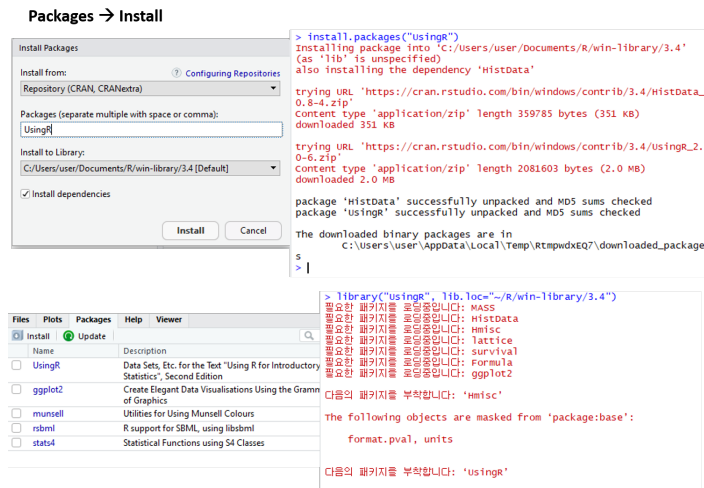 Packages → Install
Install Packages
Install from:
Configuring Repositories
Repository (CRAN, CRANextra)
Packages (separate multiple with space or comma):
UsingR
Install to Library:
C:/Users/user/Documents/R/win-library/3.4 [Default]
Install dependencies
Install
Cancel
> install.packages("UsingR")
Installing package into ‘C:/Users/user/Documents/R/win-library/3.4’
(as ‘lib’ is unspecified)
also installing the dependency ‘HistData’
trying URL 'https://cran.rstudio.com/bin/windows/contrib/3.4/HistData_
0.8-4.zip'
Content type 'application/zip' length 359785 bytes (351 KB)
downloaded 351 KB
trying URL 'https://cran.rstudio.com/bin/windows/contrib/3.4/UsingR_2.
0-6.zip'
Content type 'application/zip' length 2081603 bytes (2.0 MB)
downloaded 2.0 MB
package ‘HistData’ successfully unpacked and MD5 sums checked
package ‘UsingR’ successfully unpacked and MD5 sums checked
The downloaded binary packages are in
C:\Users\user\AppData\Local\Temp\RtmpwdxEQ7\downloaded_package
s
>
Files Plots Packages Help Viewer
Install Update
Name Description
UsingR Data Sets, Etc. for the Text "Using R for Introductory
Statistics", Second Edition
ggplot2 Create Elegant Data Visualisations Using the Gramm
of Graphics
munsell Utilities for Using Munsell Colours
rsbml R support for SBML, using libsbml
stats4 Statistical Functions using S4 Classes
> library("UsingR", lib.loc="~/R/win-library/3.4")
필요한 패키지를 로딩중입니다: MASS
필요한 패키지를 로딩중입니다: HistData
필요한 패키지를 로딩중입니다: Hmisc
필요한 패키지를 로딩중입니다: lattice
필요한 패키지를 로딩중입니다: survival
필요한 패키지를 로딩중입니다: Formula
필요한 패키지를 로딩중입니다: ggplot2
다음의 패키지를 부착합니다: ‘Hmisc’
The following objects are masked from ‘package:base’:
format.pval, units
다음의 패키지를 부착합니다: ‘UsingR’